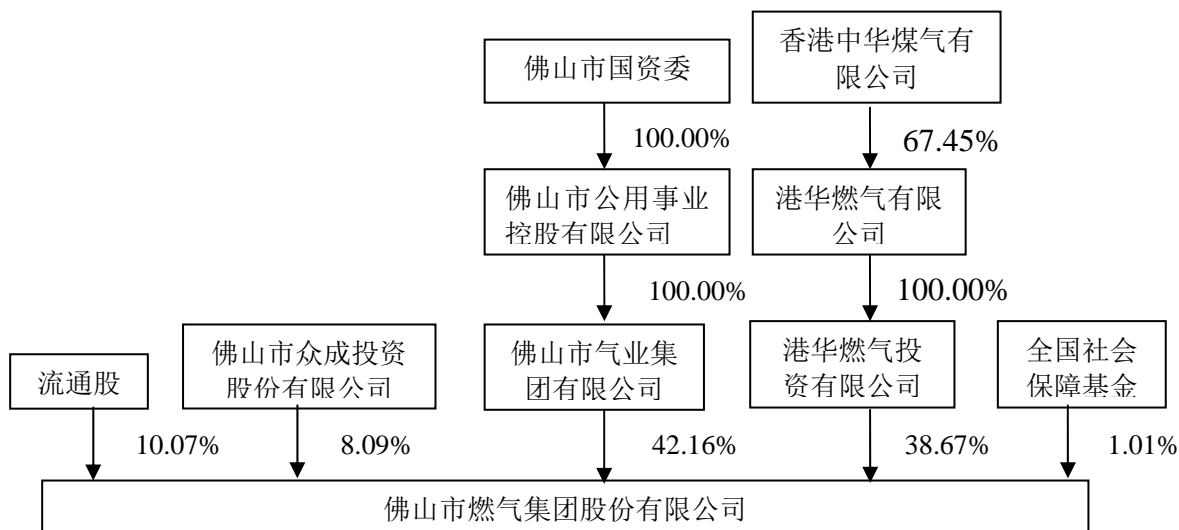 佛山市国资委
香港中华煤气有
限公司
100.00%
67.45%
佛山市公用事业
控股有限公司
港华燃气有限
公司
100.00%
100.00%
流通股
佛山市众成投资
股份有限公司
佛山市气业集
团有限公司
港华燃气投
资有限公司
全国社会
保障基金
10.07%
8.09%
42.16%
38.67%
1.01%
佛山市燃气集团股份有限公司